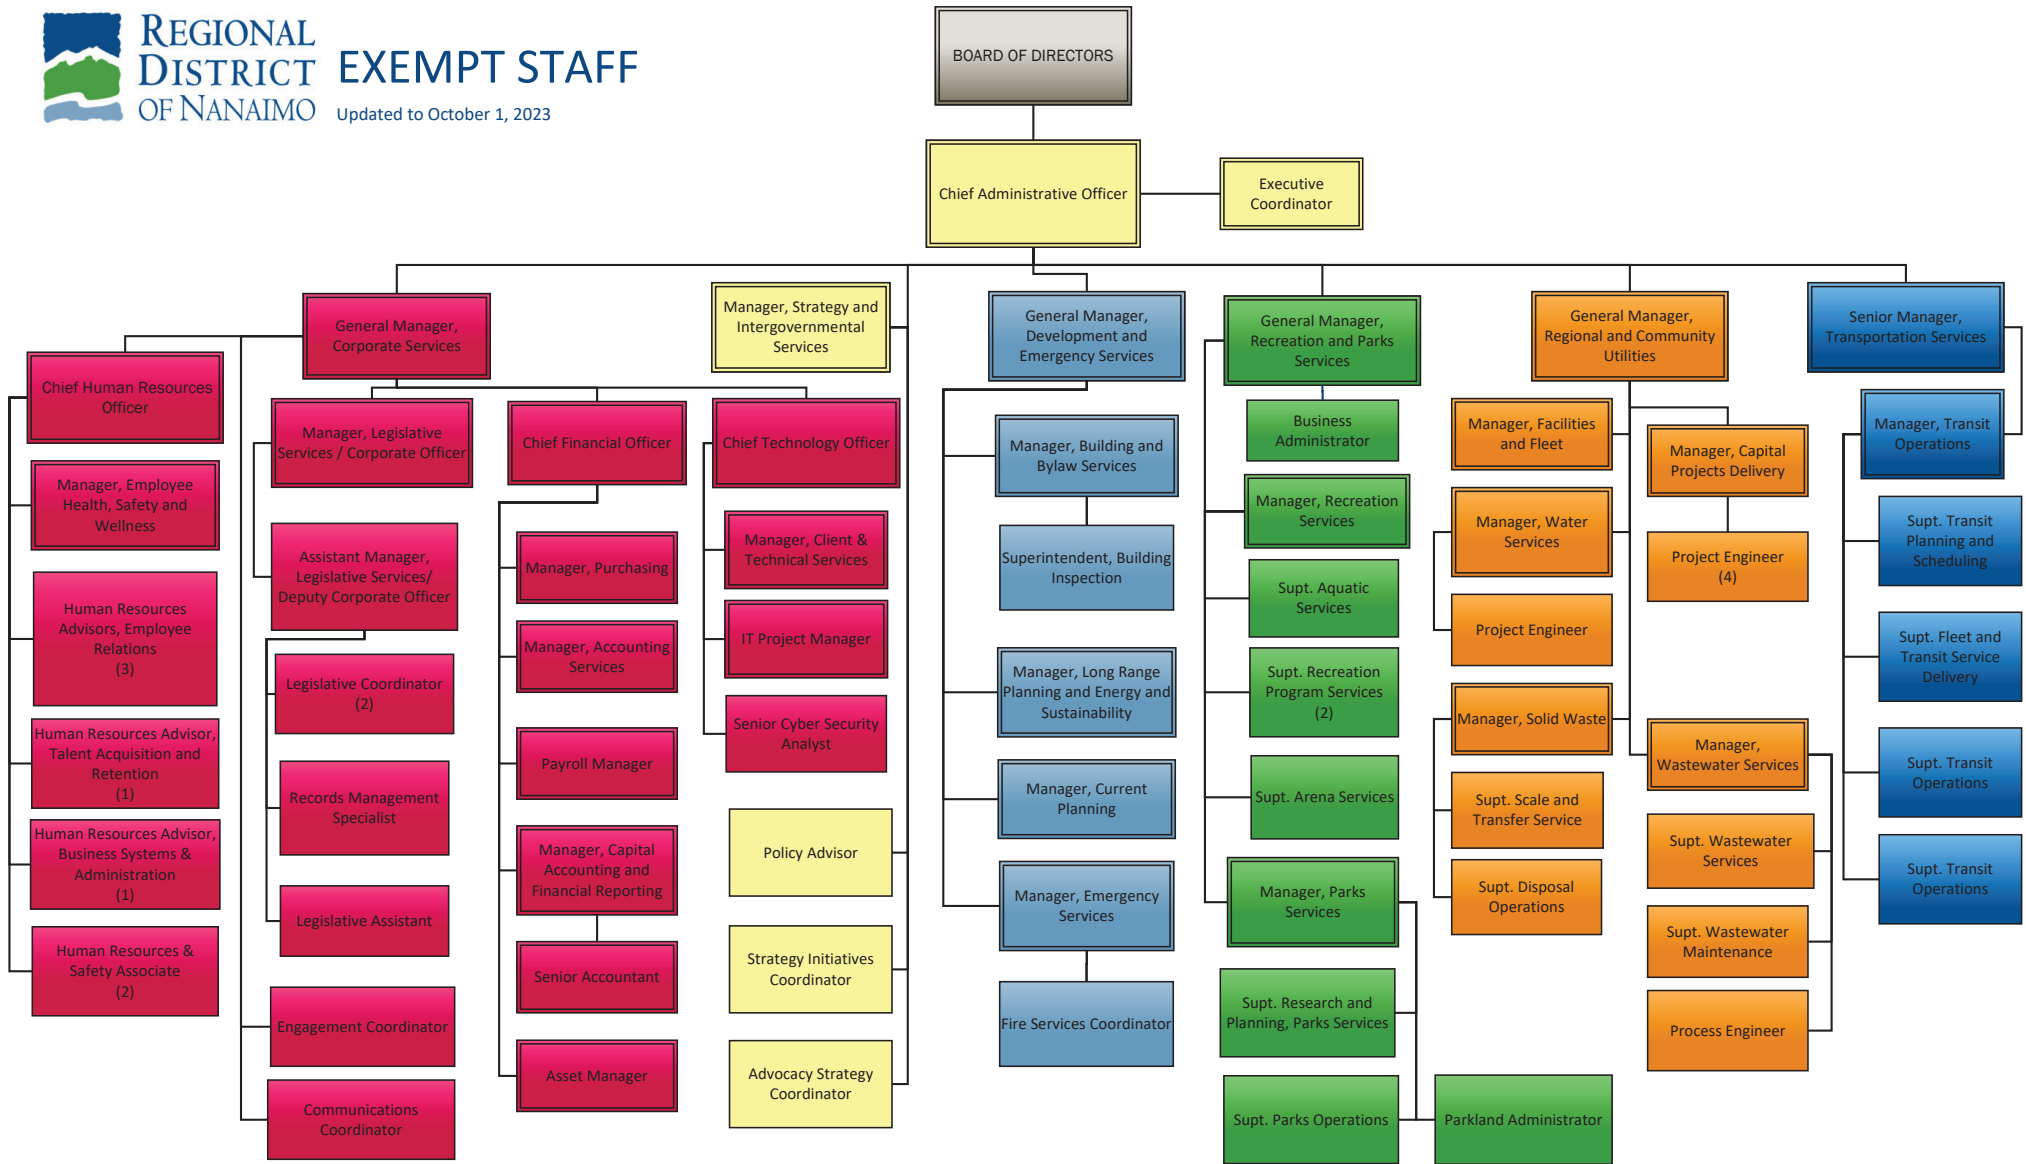 REGIONAL
DISTRICT
OF NANAIMO
EXEMPT STAFF
Updated to October 1, 2023
BOARD OF DIRECTORS
Chief Administrative Officer
Executive
Coordinator
General Manager,
Corporate Services
Chief Human Resources
Officer
Manager, Employee
Health, Safety and
Wellness
Human Resources
Advisors, Employee
Relations
(3)
Human Resources Advisor,
Talent Acquisition and
Retention
(1)
Human Resources Advisor,
Business Systems &
Administration
(1)
Human Resources &
Safety Associate
(2)
Manager, Legislative
Services / Corporate Officer
Assistant Manager,
Legislative Services/
Deputy Corporate Officer
Legislative Coordinator
(2)
Records Management
Specialist
Legislative Assistant
Engagement Coordinator
Communications
Coordinator
Chief Financial Officer
Manager, Purchasing
Manager, Accounting
Services
Payroll Manager
Manager, Capital
Accounting and
Financial Reporting
Senior Accountant
Asset Manager
Chief Technology Officer
Manager, Client &
Technical Services
IT Project Manager
Senior Cyber Security
Analyst
Manager, Strategy and
Intergovernmental
Services
Policy Advisor
Strategy Initiatives
Coordinator
Advocacy Strategy
Coordinator
General Manager,
Development and
Emergency Services
Manager, Building and
Bylaw Services
Superintendent, Building
Inspection
Manager, Long Range
Planning and Energy and
Sustainability
Manager, Current
Planning
Manager, Emergency
Services
Fire Services Coordinator
General Manager,
Recreation and Parks
Services
Business
Administrator
Manager, Recreation
Services
Supt. Aquatic
Services
Supt. Recreation
Program Services
(2)
Supt. Arena Services
Manager, Parks
Services
Supt. Research and
Planning, Parks Services
Supt. Parks Operations
Parkland Administrator
General Manager,
Regional and Community
Utilities
Manager, Facilities
and Fleet
Manager, Water
Services
Project Engineer
Manager, Solid Waste
Supt. Scale and
Transfer Service
Supt. Disposal
Operations
Manager, Capital
Projects Delivery
Project Engineer
(4)
Manager,
Wastewater Services
Supt. Wastewater
Services
Supt. Wastewater
Maintenance
Process Engineer
Senior Manager,
Transportation Services
Manager, Transit
Operations
Supt. Transit
Planning and
Scheduling
Supt. Fleet and
Transit Service
Delivery
Supt. Transit
Operations
Supt. Transit
Operations